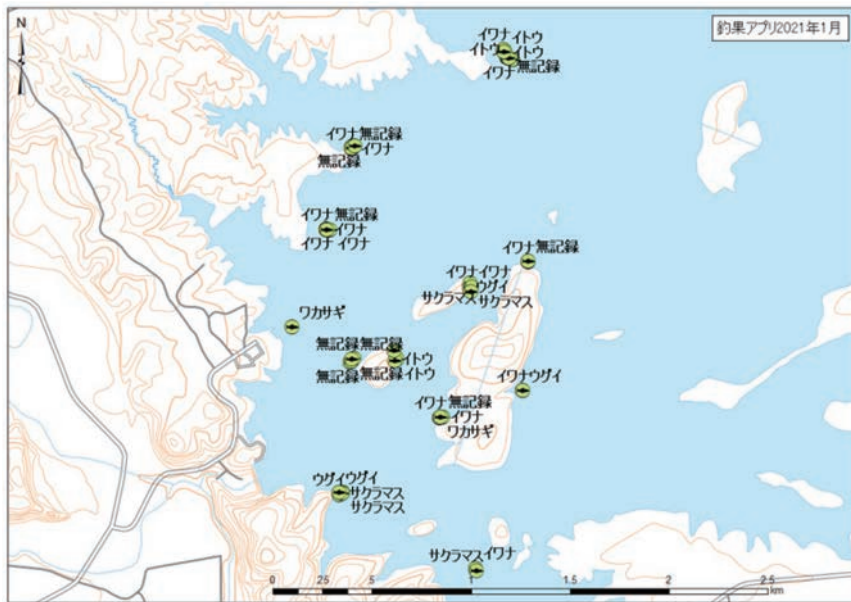 N
釣果アプリ2021年1月
イワナ イトウ
イトウ イトウ
イワナ 無記録
イワナ 無記録
無記録 イワナ
イワナ 無記録
イワナ
イワナ イワナ
イワナ 無記録
イワナイワナ
ウグイ
サクラマス サクラマス
ワカサギ
無記録 無記録
イトウ
無記録 無記録 イトウ
イワナ ウグイ
イワナ 無記録
イワナ
ワカサギ
ウグイウグイ
サクラマス
サクラマス
サクラマス イワナ
0 25 5 1 1.5 2 2.5
km